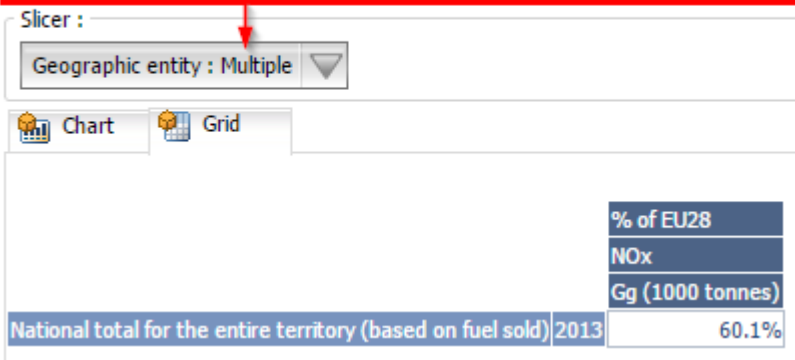 Slicer :
Geographic entity : Multiple
Chart
Grid
% of EU28
NOx
Gg (1000 tonnes)
National total for the entire territory (based on fuel sold) 2013 60.1%